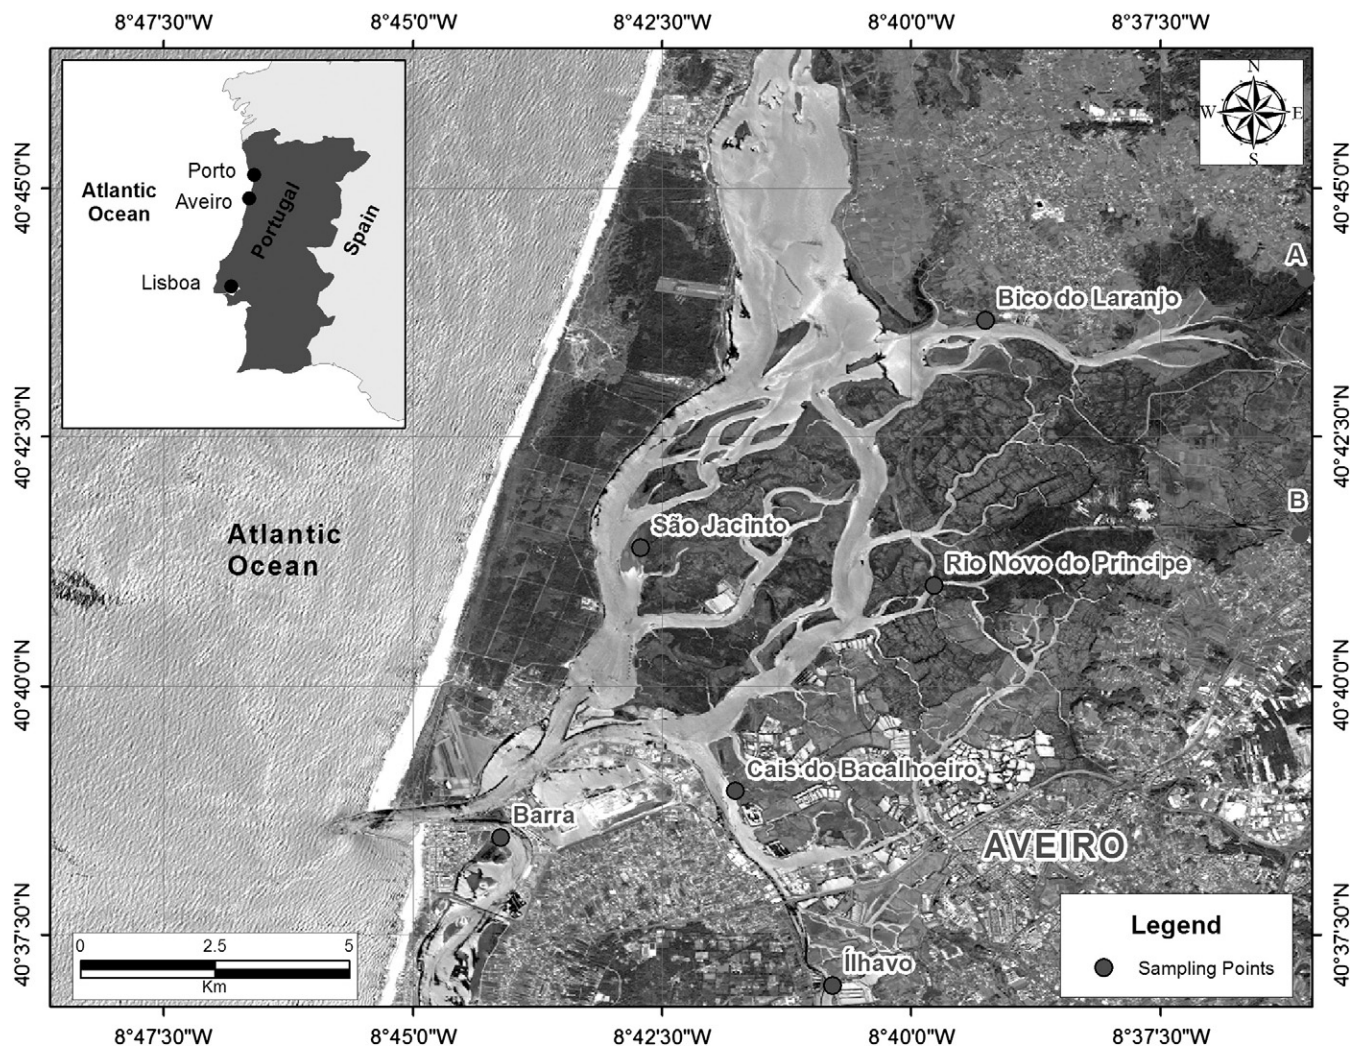 8°47'30"W
8°45'0"W
8°42'30"W
8°40'0"W
8°37'30"W
N
W
E
S
40°45'0"N
40°45'0"N
Porto
Aveiro
Lisboa
Atlantic
Ocean
Portugal
Spain
A
Bico do Laranjo
40°42'30"N
40°42'30"N
B
Atlantic
Ocean
São Jacinto
Rio Novo do Principe
40°40'0"N
40°40'0"N
Cais do Bacalhoeiro
Barra
AVEIRO
40°37'30"N
40°37'30"N
0
2.5
5
Km
Ílhavo
Legend
Sampling Points
8°47'30"W
8°45'0"W
8°42'30"W
8°40'0"W
8°37'30"W